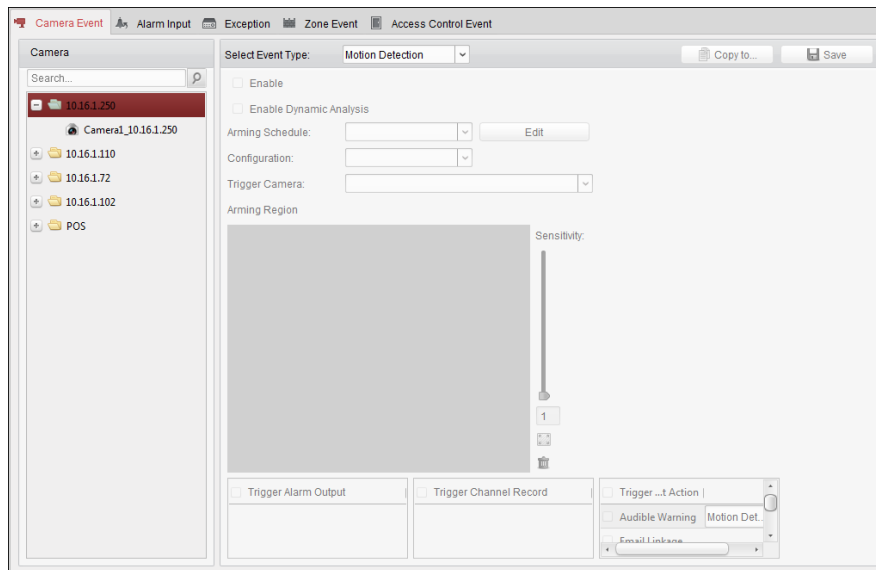 Camera Event Alarm Input Exception Zone Event Access Control Event
Camera
Search...
10.16.1.250
Camera1_10.16.1.250
10.16.1.110
10.16.1.72
10.16.1.102
POS
Select Event Type: Motion Detection Copy to... Save
Enable
Enable Dynamic Analysis
Arming Schedule: Edit
Configuration:
Trigger Camera:
Arming Region
Sensitivity:
1
Trigger Alarm Output
Trigger Channel Record
Trigger ...t Action
Audible Warning Motion Det..
Email Linkage